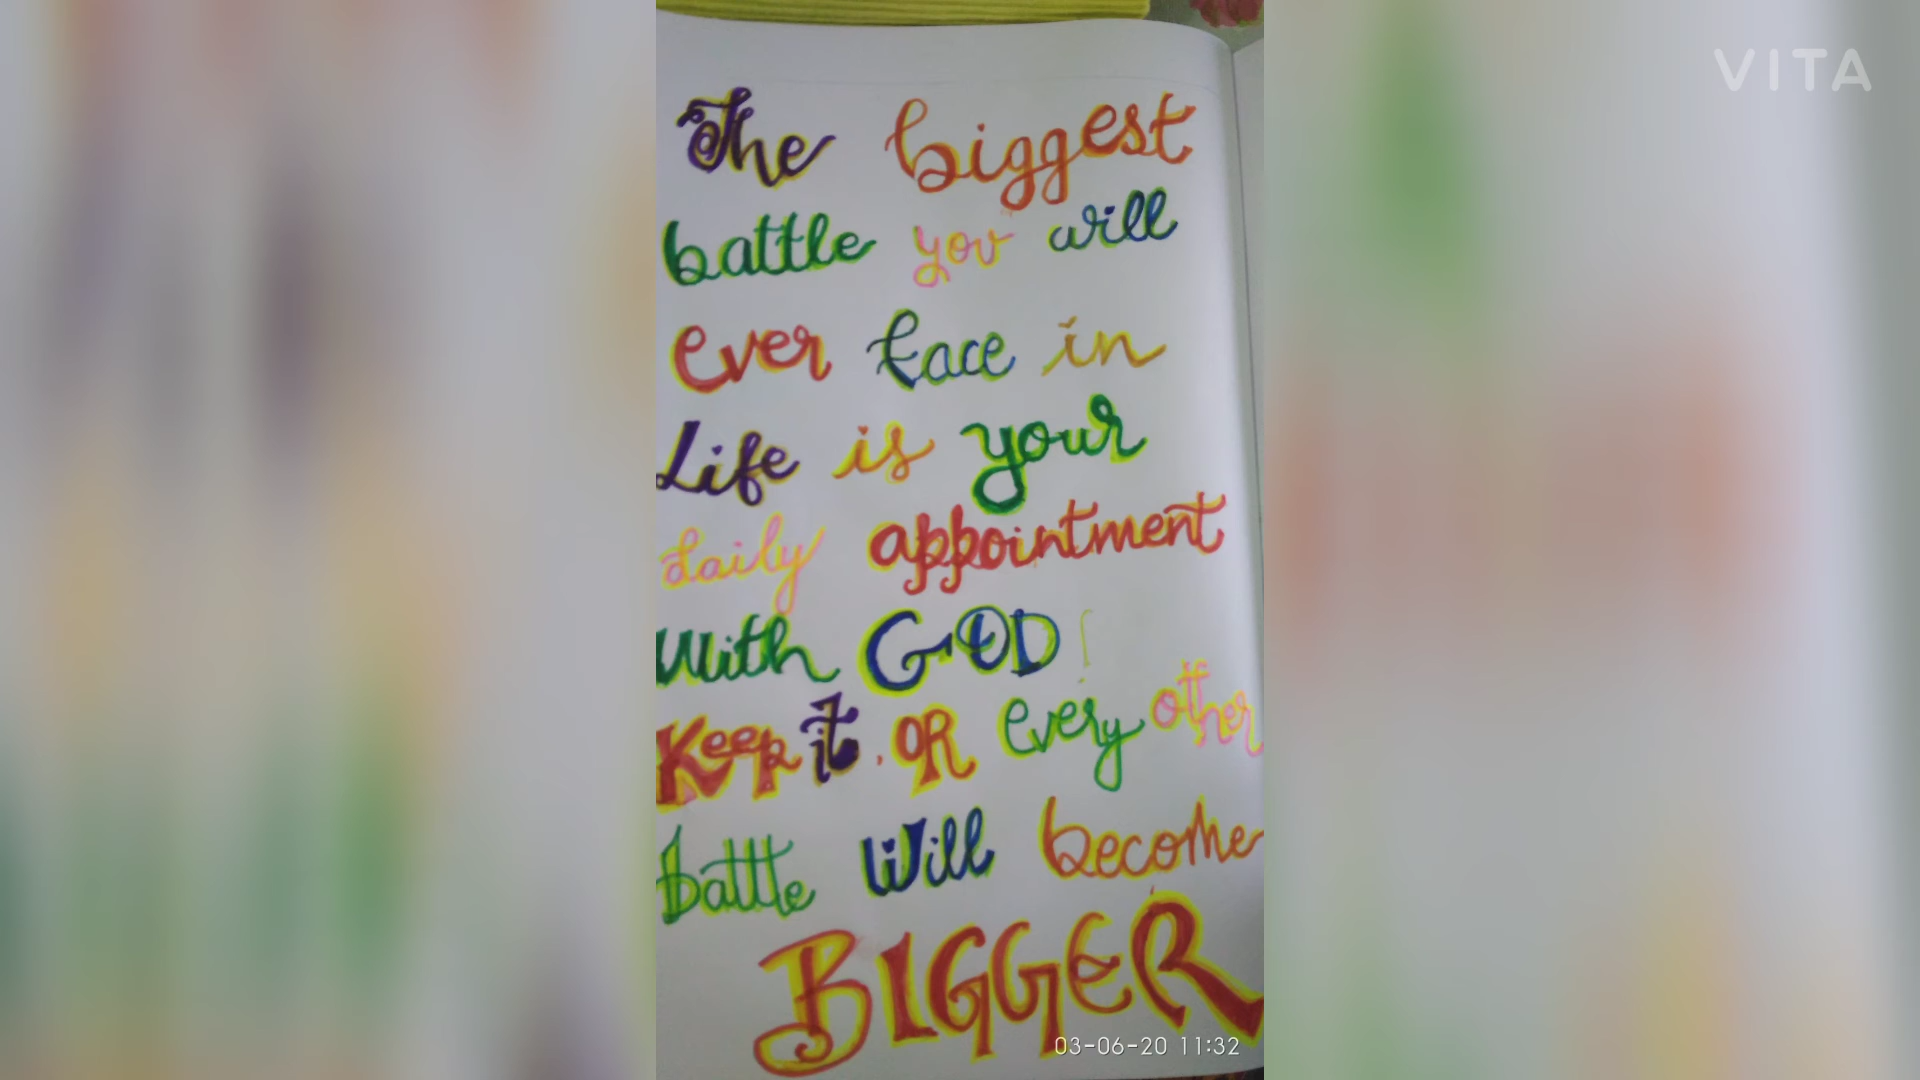 VITA
The biggest
battle you will
ever face in
Life is your
daily appointment
with GOD!
Keep it, OR every other
battle will become
BIGGER
03-06-20 11:32